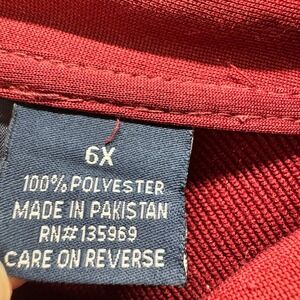 6X
100% POLYESTER
MADE IN PAKISTAN
RN#135969
CARE ON REVERSE